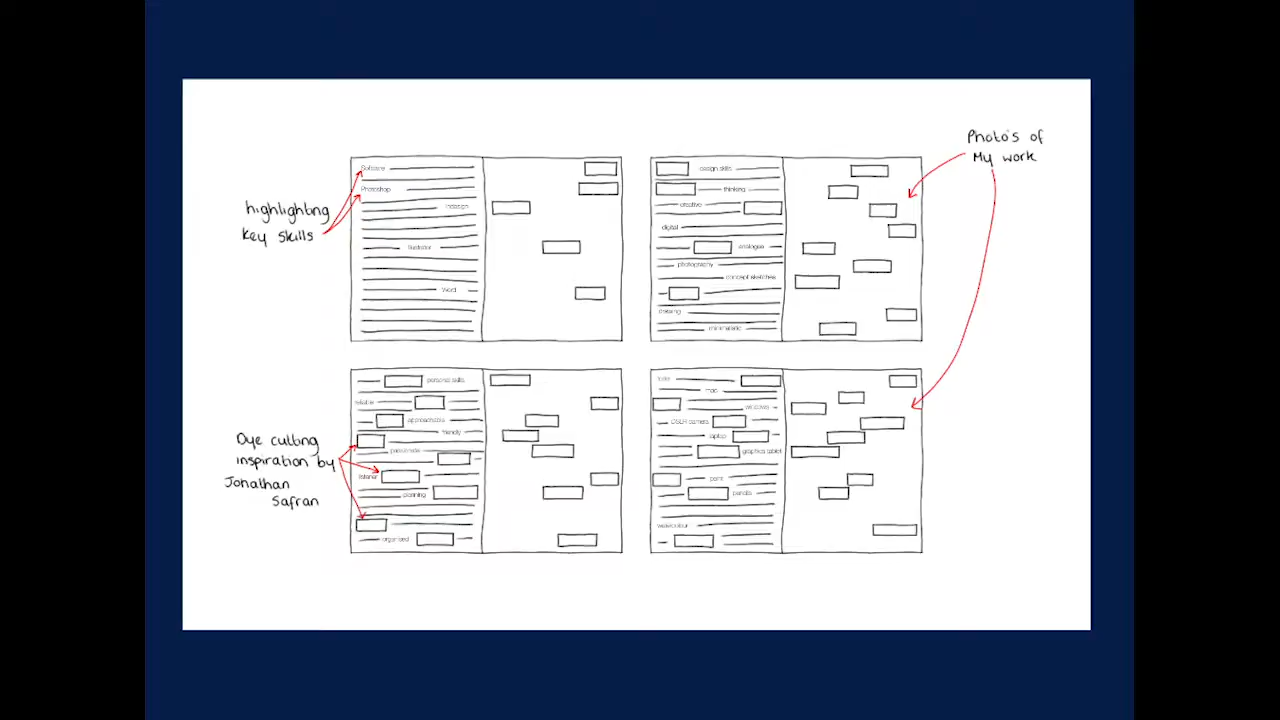 Photo's of
My work
highlighting
key skills
Software
Photoshop
indesign
illustrator
Word
design skills
thinking
creative
digital
analogue
photography
concept sketches
drawing
minimalistic
Dye cutting
inspiration by
Jonathan
Safran
personal skills
reliable
approachable
friendly
passionate
listener
planning
organised
tools
mac
windows
DSLR camera
laptop
graphics tablet
paint
pencils
watercolour